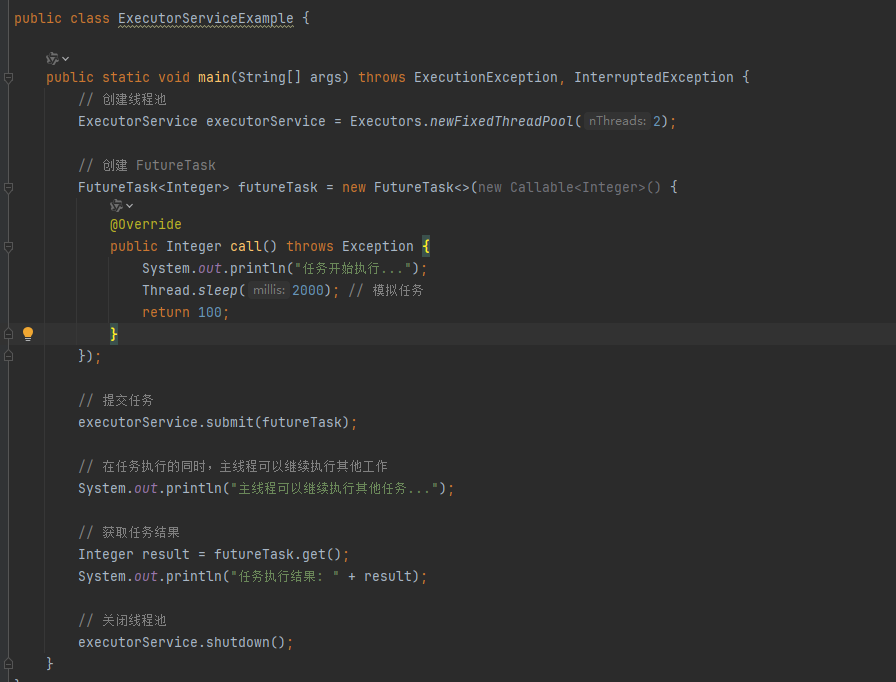 public class ExecutorServiceExample {
public static void main(String[] args) throws ExecutionException, InterruptedException {
// 创建线程池
ExecutorService executorService = Executors.newFixedThreadPool( nThreads: 2);
// 创建 FutureTask
FutureTask<Integer> futureTask = new FutureTask<>(new Callable<Integer>() {
@Override
public Integer call() throws Exception {
System.out.println("任务开始执行...");
Thread.sleep( millis: 2000); // 模拟任务
return 100;
}
});
// 提交任务
executorService.submit(futureTask);
// 在任务执行的同时，主线程可以继续执行其他工作
System.out.println("主线程可以继续执行其他任务...");
// 获取任务结果
Integer result = futureTask.get();
System.out.println("任务执行结果: " + result);
// 关闭线程池
executorService.shutdown();
}